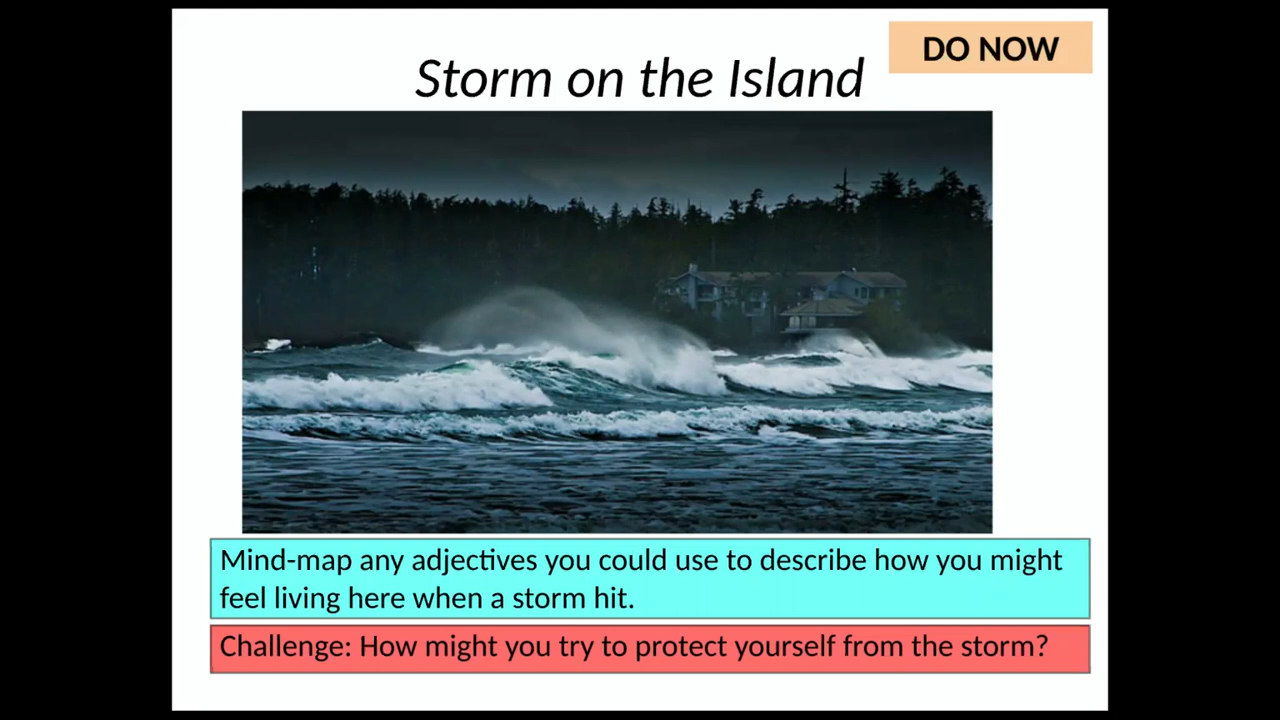 DO NOW
Storm on the Island
Mind-map any adjectives you could use to describe how you might
feel living here when a storm hit.
Challenge: How might you try to protect yourself from the storm?